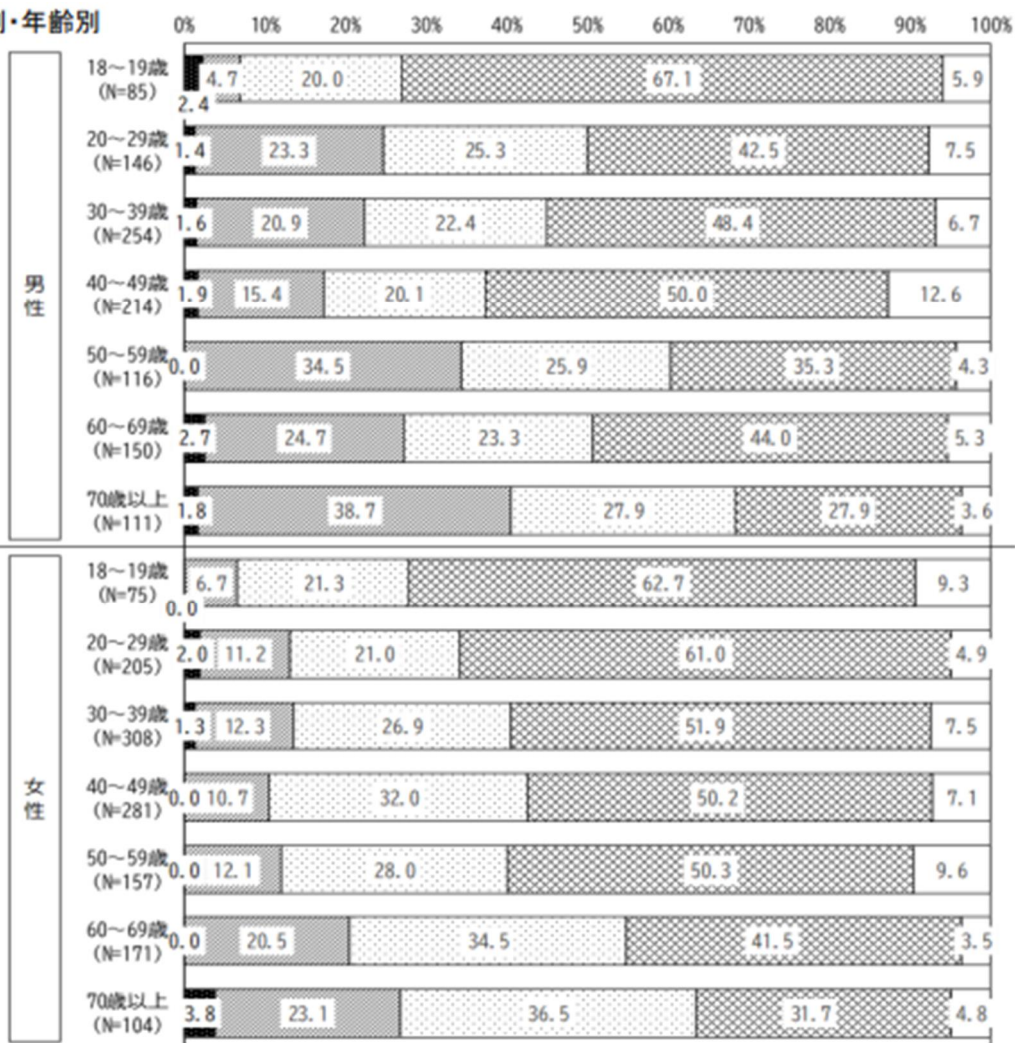 ・年齢別
0% 10% 20% 30% 40% 50% 60% 70% 80% 90% 100%
男性
18～19歳
(N=85)
2.4 4.7 20.0 67.1 5.9
20～29歳
(N=146)
1.4 23.3 25.3 42.5 7.5
30～39歳
(N=254)
1.6 20.9 22.4 48.4 6.7
40～49歳
(N=214)
1.9 15.4 20.1 50.0 12.6
50～59歳
(N=116)
0.0 34.5 25.9 35.3 4.3
60～69歳
(N=150)
2.7 24.7 23.3 44.0 5.3
70歳以上
(N=111)
1.8 38.7 27.9 27.9 3.6
女性
18～19歳
(N=75)
0.0 6.7 21.3 62.7 9.3
20～29歳
(N=205)
2.0 11.2 21.0 61.0 4.9
30～39歳
(N=308)
1.3 12.3 26.9 51.9 7.5
40～49歳
(N=281)
0.0 10.7 32.0 50.2 7.1
50～59歳
(N=157)
0.0 12.1 28.0 50.3 9.6
60～69歳
(N=171)
0.0 20.5 34.5 41.5 3.5
70歳以上
(N=104)
3.8 23.1 36.5 31.7 4.8